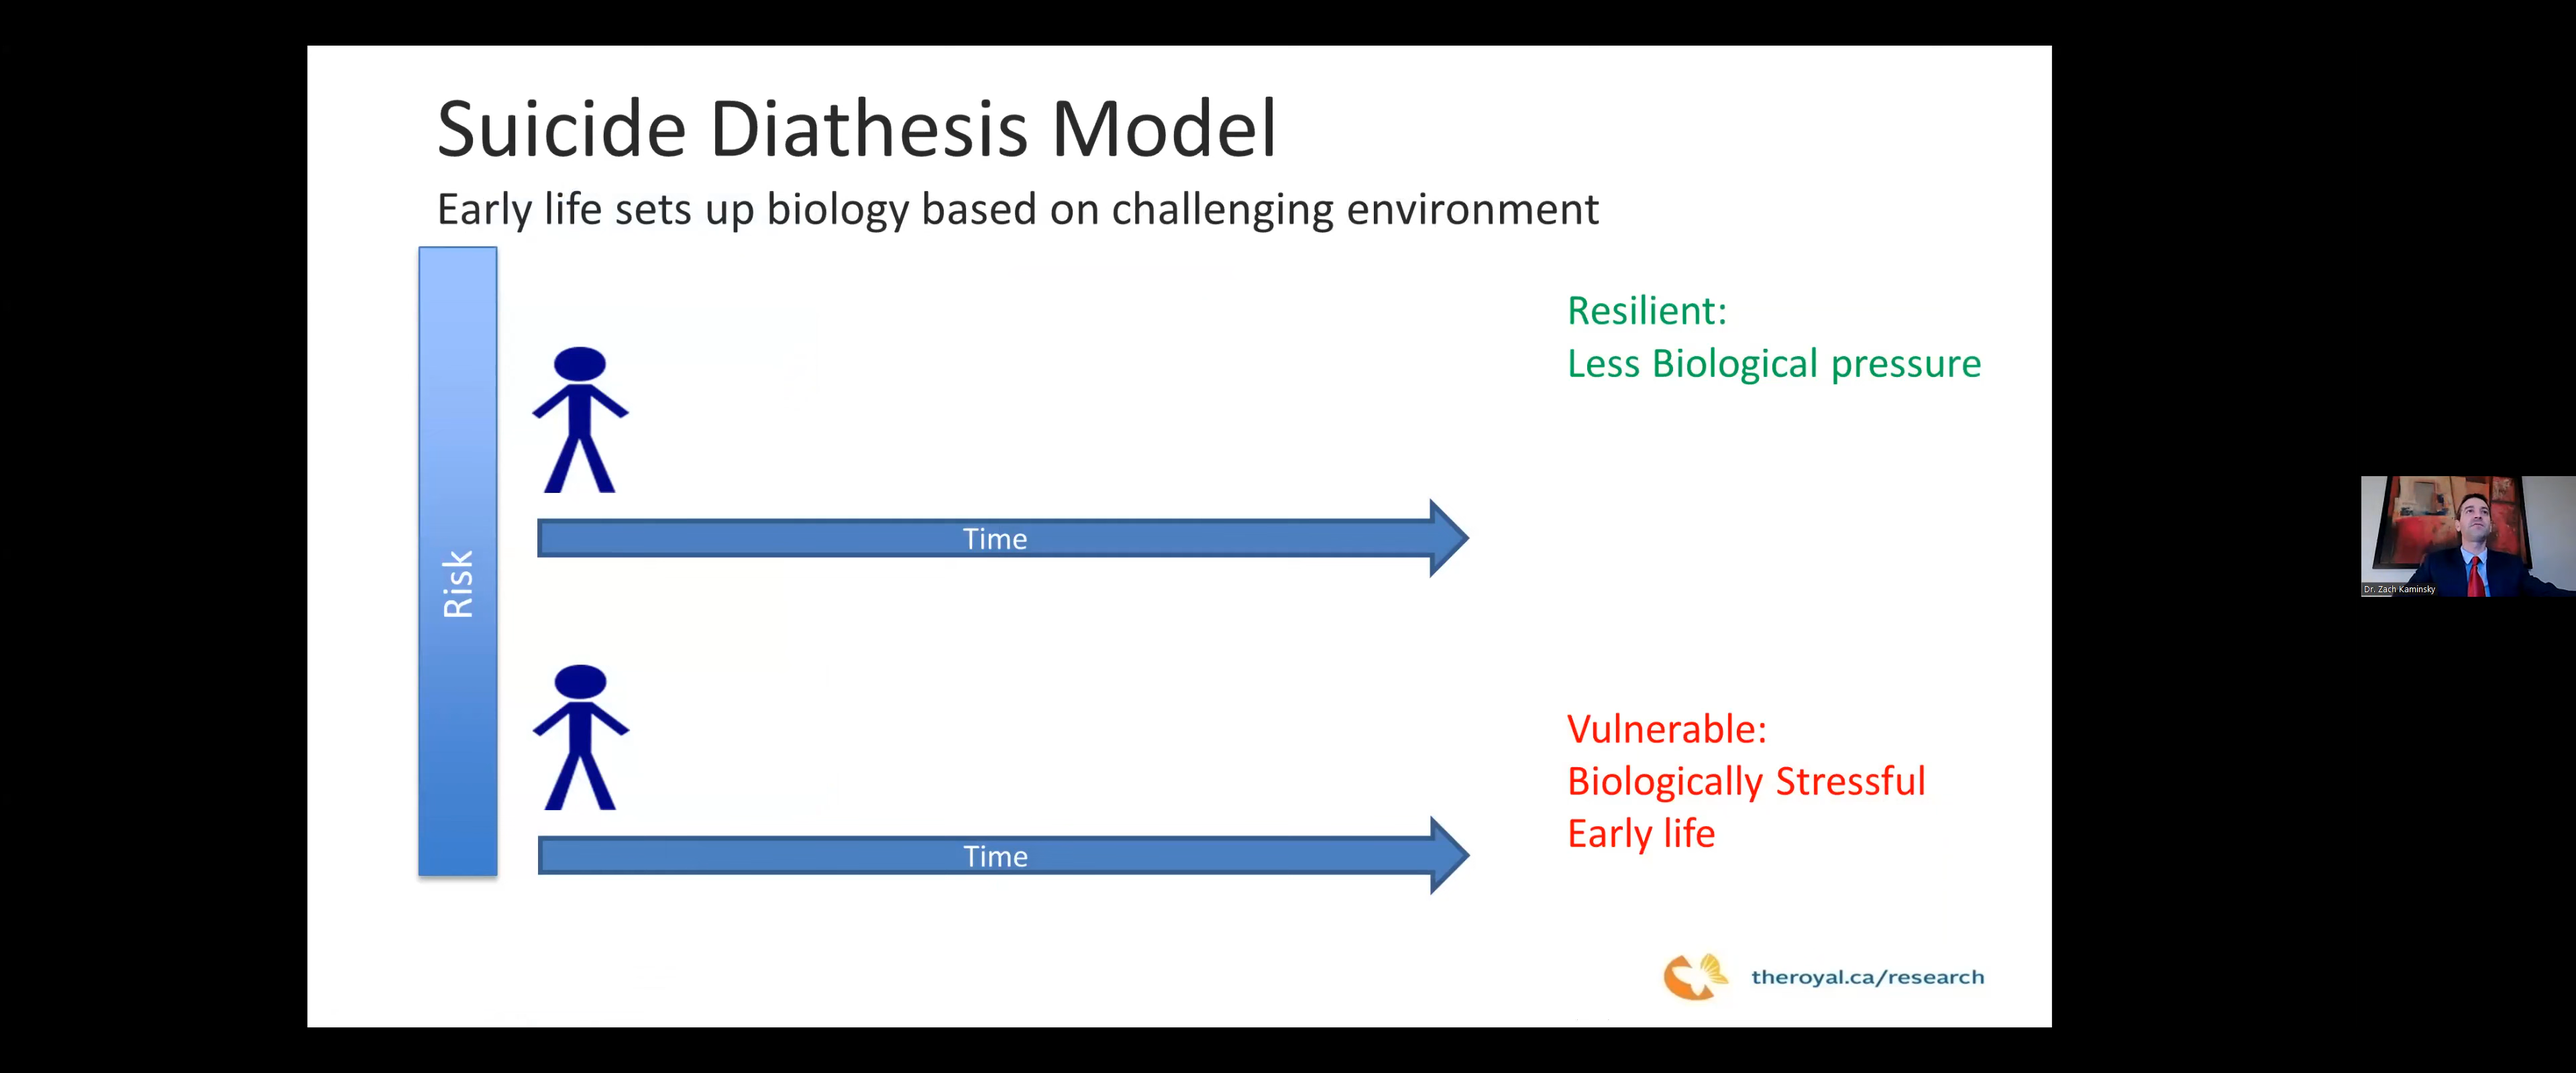 Suicide Diathesis Model
Early life sets up biology based on challenging environment
Risk
Resilient:
Less Biological pressure
Time
Vulnerable:
Biologically Stressful
Early life
Time
theroyal.ca/research
Dr. Zach Kaminsky